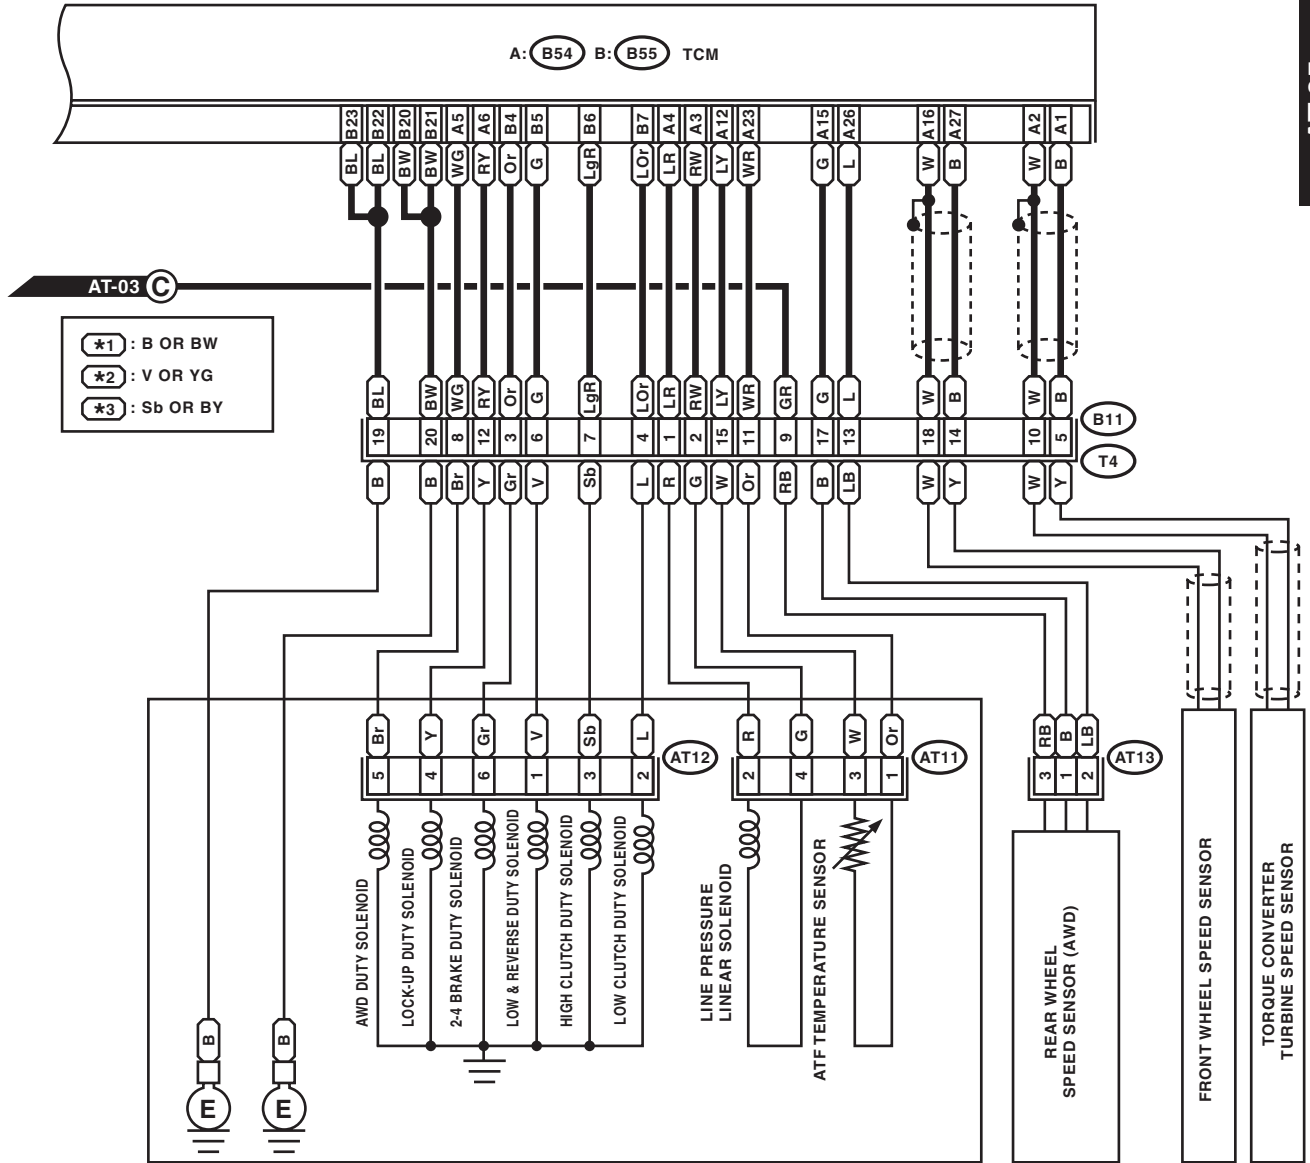 A: B54 B: B55 TCM
B23 B22 B20 B21 A5 A6 B4 B5 B6 B7 A4 A3 A12 A23 A15 A26 A16 A27 A2 A1
BL BL BW BW WG RY Or G LgR LOr LR RW LY WR G L W B W B
AT-03 C
*1 : B OR BW
*2 : V OR YG
*3 : Sb OR BY
BL BW WG RY Or G LgR LOr LR RW LY WR GR G L W B W B
B11
19 20 8 12 3 6 7 4 1 2 15 11 9 17 13 18 14 10 5
T4
B B Br Y Gr V Sb L R G W Or RB B LB W Y W Y
Br Y Gr V Sb L R G W Or RB B LB
5 4 6 1 3 2 AT12 2 4 3 1 AT11 3 1 2 AT13
AWD DUTY SOLENOID
LOCK-UP DUTY SOLENOID
2-4 BRAKE DUTY SOLENOID
LOW & REVERSE DUTY SOLENOID
HIGH CLUTCH DUTY SOLENOID
LOW CLUTCH DUTY SOLENOID
LINE PRESSURE
LINEAR SOLENOID
ATF TEMPERATURE SENSOR
REAR WHEEL
SPEED SENSOR (AWD)
FRONT WHEEL SPEED SENSOR
TORQUE CONVERTER
TURBINE SPEED SENSOR
B B
E E